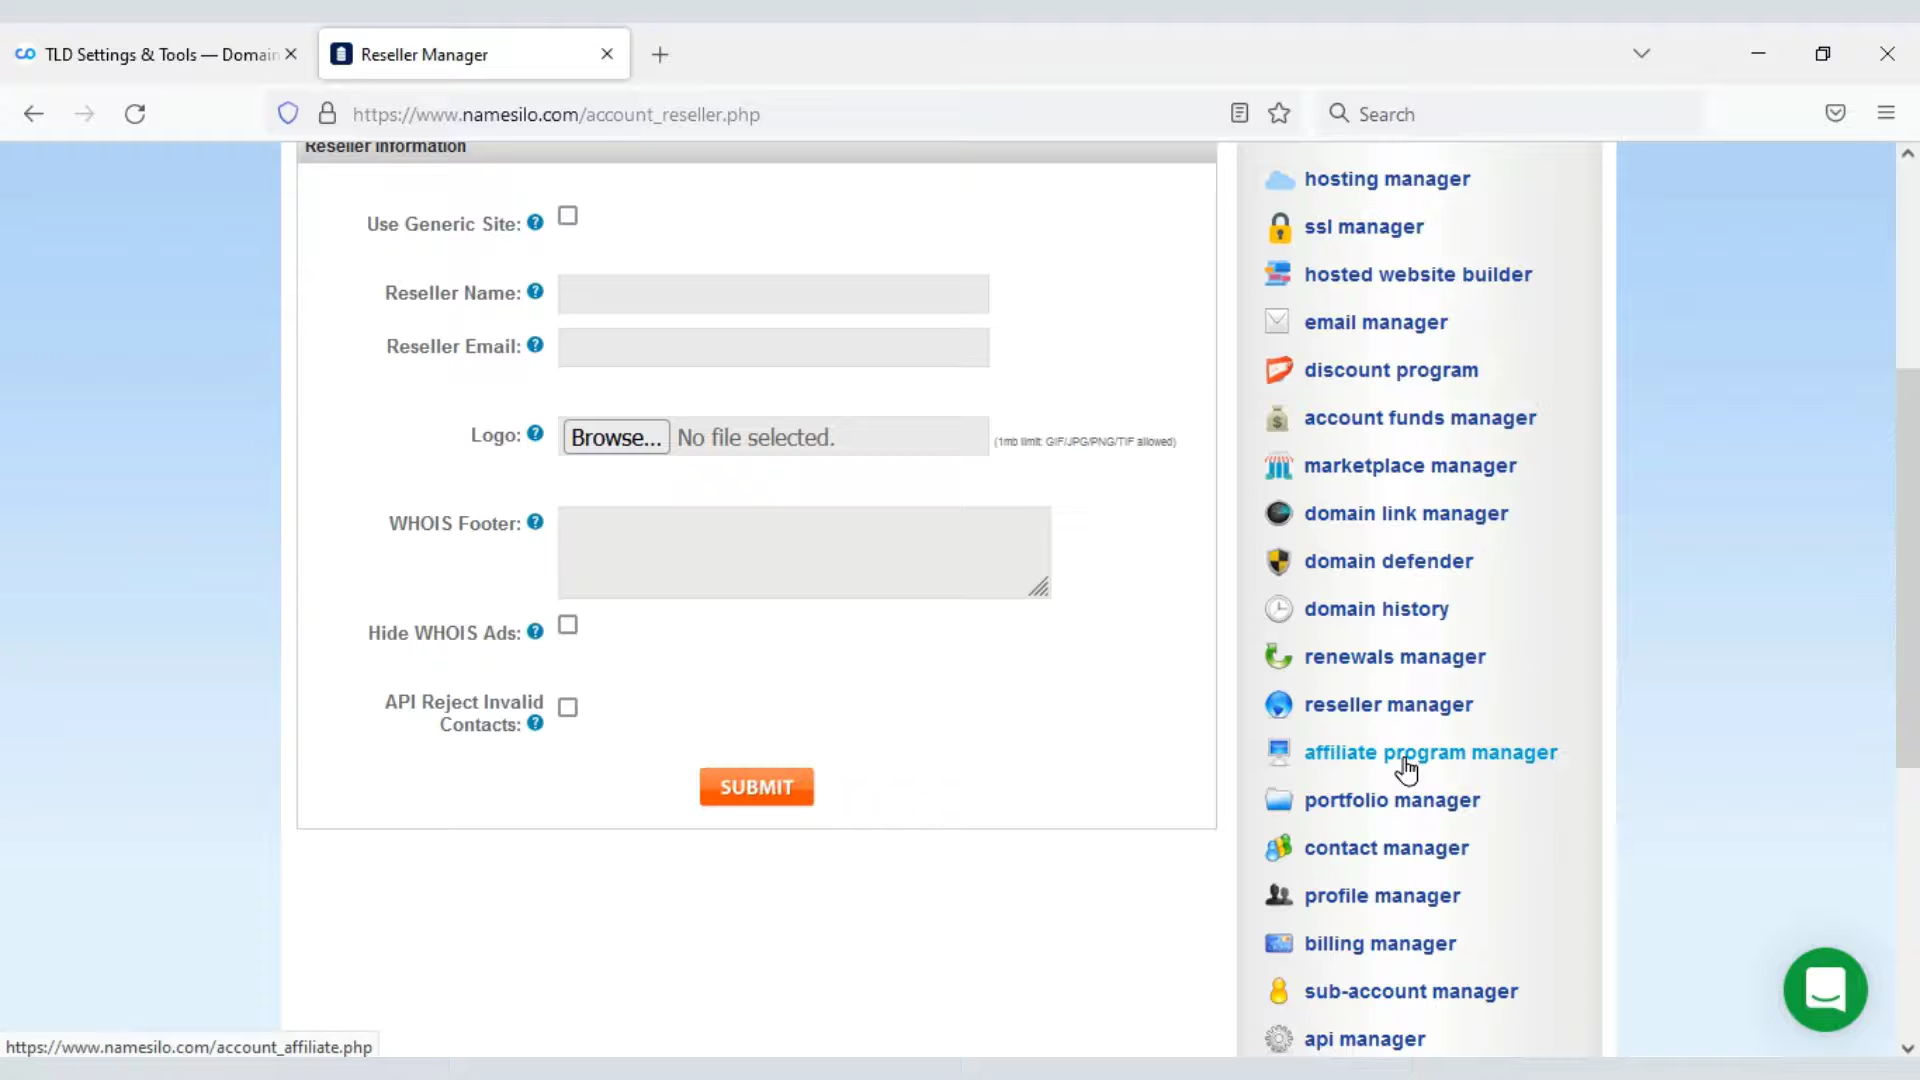 TLD Settings & Tools — Domain
Reseller Manager
https://www.namesilo.com/account_reseller.php
Search
Reseller Information
Use Generic Site: ?
Reseller Name: ?
Reseller Email: ?
Logo: ? Browse... No file selected. (1mb limit: GIF/JPG/PNG/TIF allowed)
WHOIS Footer: ?
Hide WHOIS Ads: ?
API Reject Invalid
Contacts: ?
SUBMIT
hosting manager
ssl manager
hosted website builder
email manager
discount program
account funds manager
marketplace manager
domain link manager
domain defender
domain history
renewals manager
reseller manager
affiliate program manager
portfolio manager
contact manager
profile manager
billing manager
sub-account manager
api manager
https://www.namesilo.com/account_affiliate.php